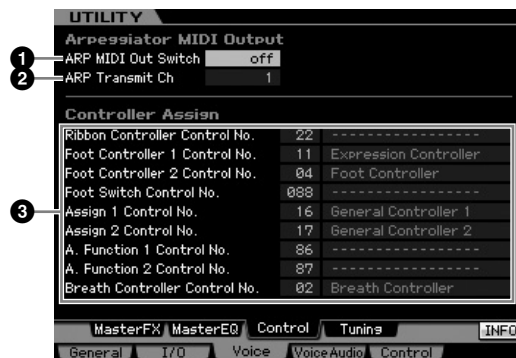 UTILITY
Arpeggiator MIDI Output
1 ARP MIDI Out Switch off
2 ARP Transmit Ch 1
Controller Assign
Ribbon Controller Control No. 22 -----------------
Foot Controller 1 Control No. 11 Expression Controller
Foot Controller 2 Control No. 04 Foot Controller
Foot Switch Control No. 088 -----------------
3 Assign 1 Control No. 16 General Controller 1
Assign 2 Control No. 17 General Controller 2
A. Function 1 Control No. 86 -----------------
A. Function 2 Control No. 87 -----------------
Breath Controller Control No. 02 Breath Controller
MasterFX MasterEQ Control Tuning INFO
General I/O Voice VoiceAudio Control